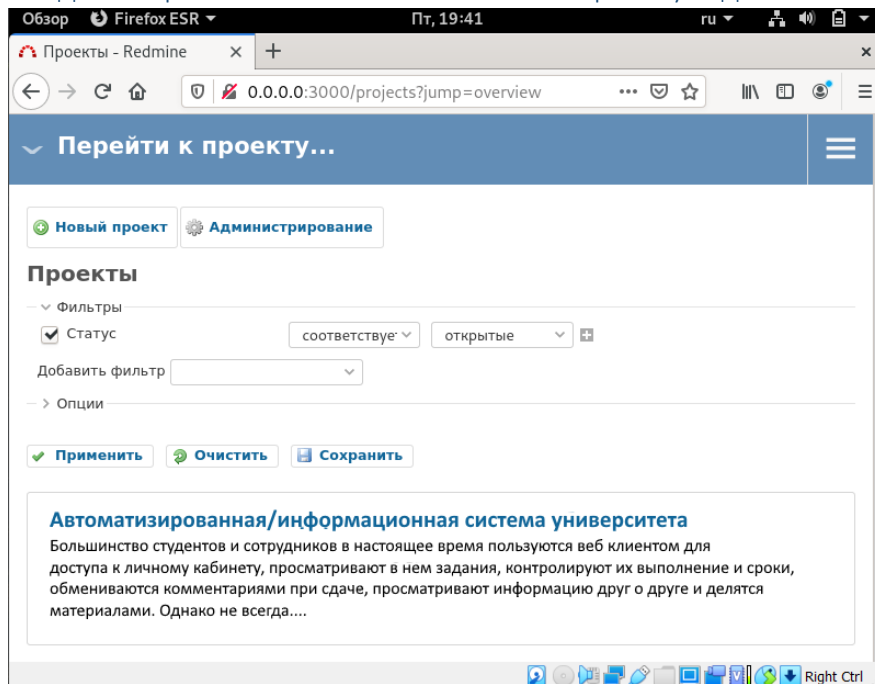 Обзор Firefox ESR Пт, 19:41 ru
Проекты - Redmine
0.0.0.0:3000/projects?jump=overview
Перейти к проекту...
Новый проект Администрирование
Проекты
Фильтры
Статус соответствует открытые
Добавить фильтр
Опции
Применить Очистить Сохранить
Автоматизированная/информационная система университета
Большинство студентов и сотрудников в настоящее время пользуются веб клиентом для
доступа к личному кабинету, просматривают в нем задания, контролируют их выполнение и сроки,
обмениваются комментариями при сдаче, просматривают информацию друг о друге и делятся
материалами. Однако не всегда....
Right Ctrl